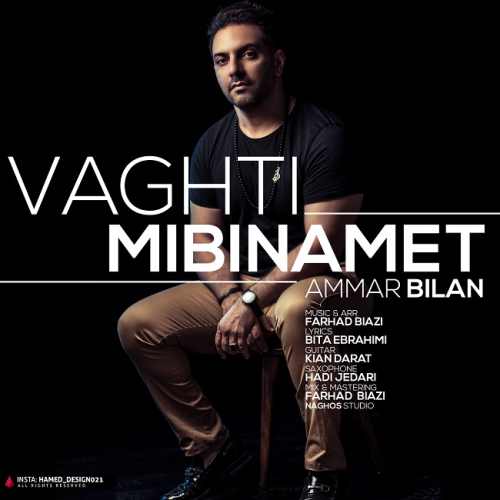 VAGHTI
MIBINAMET
AMMAR BILAN
MUSIC & ARR
FARHAD BIAZI
LYRICS
BITA EBRAHIMI
GUITAR
KIAN DARAT
SAXOPHONE
HADI JEDARI
MIX & MASTERING
FARHAD BIAZI
NAGHOS STUDIO
INSTA: HAMED_DESIGN021
ALL RIGHTS RESERVED